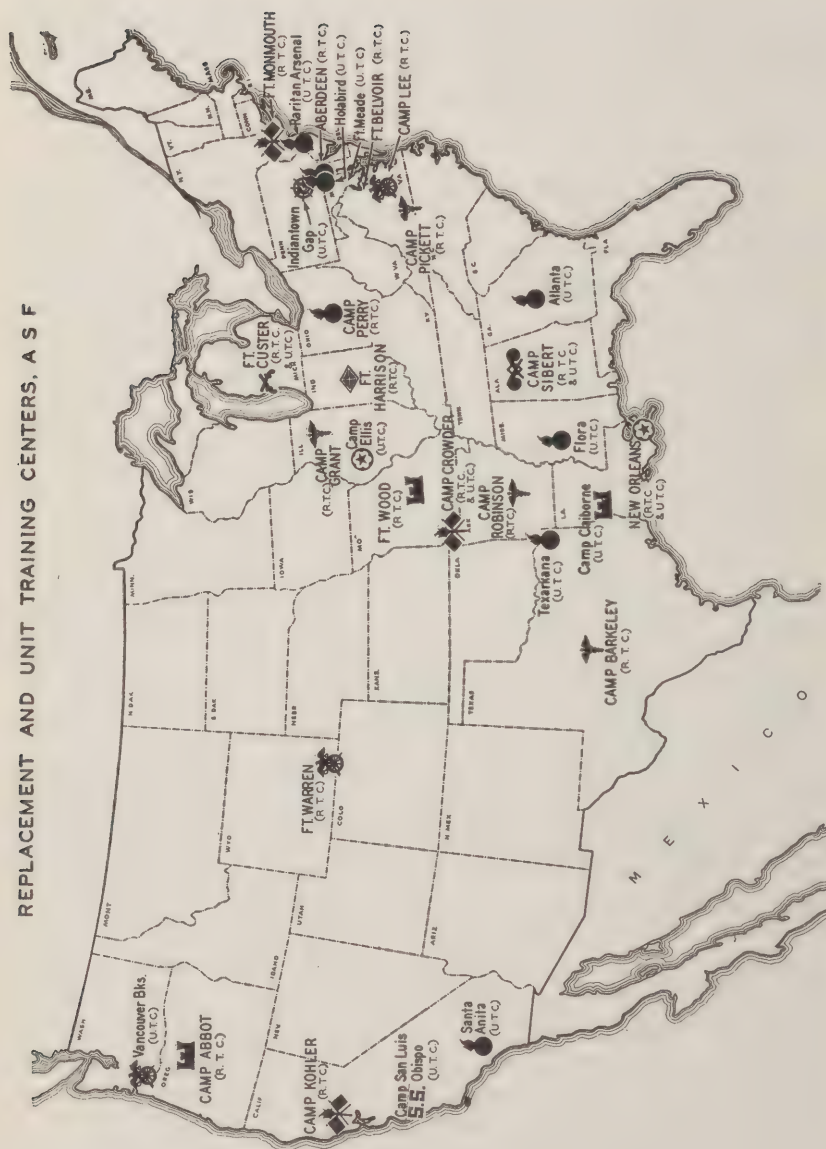 REPLACEMENT AND UNIT TRAINING CENTERS, A S F
WASH
Vancouver Bks.
(U.T.C.)
OREG
CAMP ABBOT
(R. T. C.)
CALIF
NEV
IDAHO
MONT
WYO
UTAH
COLO
ARIZ
N.MEX
CAMP KOHLER
(R.T.C.)
Camp San Luis
S.S. Obispo
(U.T.C.)
Santa
Anita
(U T C)
FT. WARREN
(R. T. C.)
N DAK
S DAK
NEBR
KANS.
OKLA
TEXAS
MINN.
IOWA
MO
WIS
ILL
IND
MICH
OHIO
KY.
TENN
MISS
ALA
GA.
FLA
S C
LA
W VA
VA
PENN
N.Y.
VT.
N.H.
ME.
MASS
CONN
R I
FT.
CUSTER
(R.T.C.
& U.T.C)
CAMP
GRANT
(R.T.C)
Camp
Ellis
(U.T.C)
FT.
HARRISON
(R.T.C.)
CAMP
PERRY
(R.T.C)
FT. WOOD
(R.T.C)
CAMP CROWDER
(R.T.C.
& U.T.C)
CAMP
ROBINSON
(R.T.C)
Texarkana
(U.T.C)
Camp Claiborne
(U.T.C.)
CAMP BARKELEY
(R. T. C.)
Flora
(U.T.C.)
NEW ORLEANS
(R.T.C
& U.T.C)
CAMP
SIBERT
(R T C
& U.T.C)
Atlanta
(U T C)
CAMP
PICKETT
(R T. C)
Indiantown
Gap
(U.T.C.)
FT. MONMOUTH
(R T C.)
Raritan Arsenal
(U T C.)
ABERDEEN (R.T.C)
Holabird (U.T.C)
Ft. Meade (U.T.C)
FT. BELVOIR (R.T.C)
CAMP LEE (R.T.C)
M E X I C O